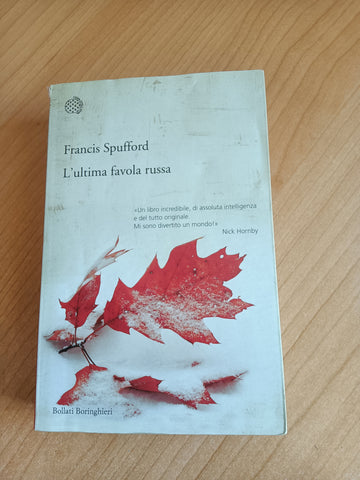 Francis Spufford
L'ultima favola russa
«Un libro incredibile, di assoluta intelligenza
e del tutto originale.
Mi sono divertito un mondo!»
Nick Hornby
Bollati Boringhieri